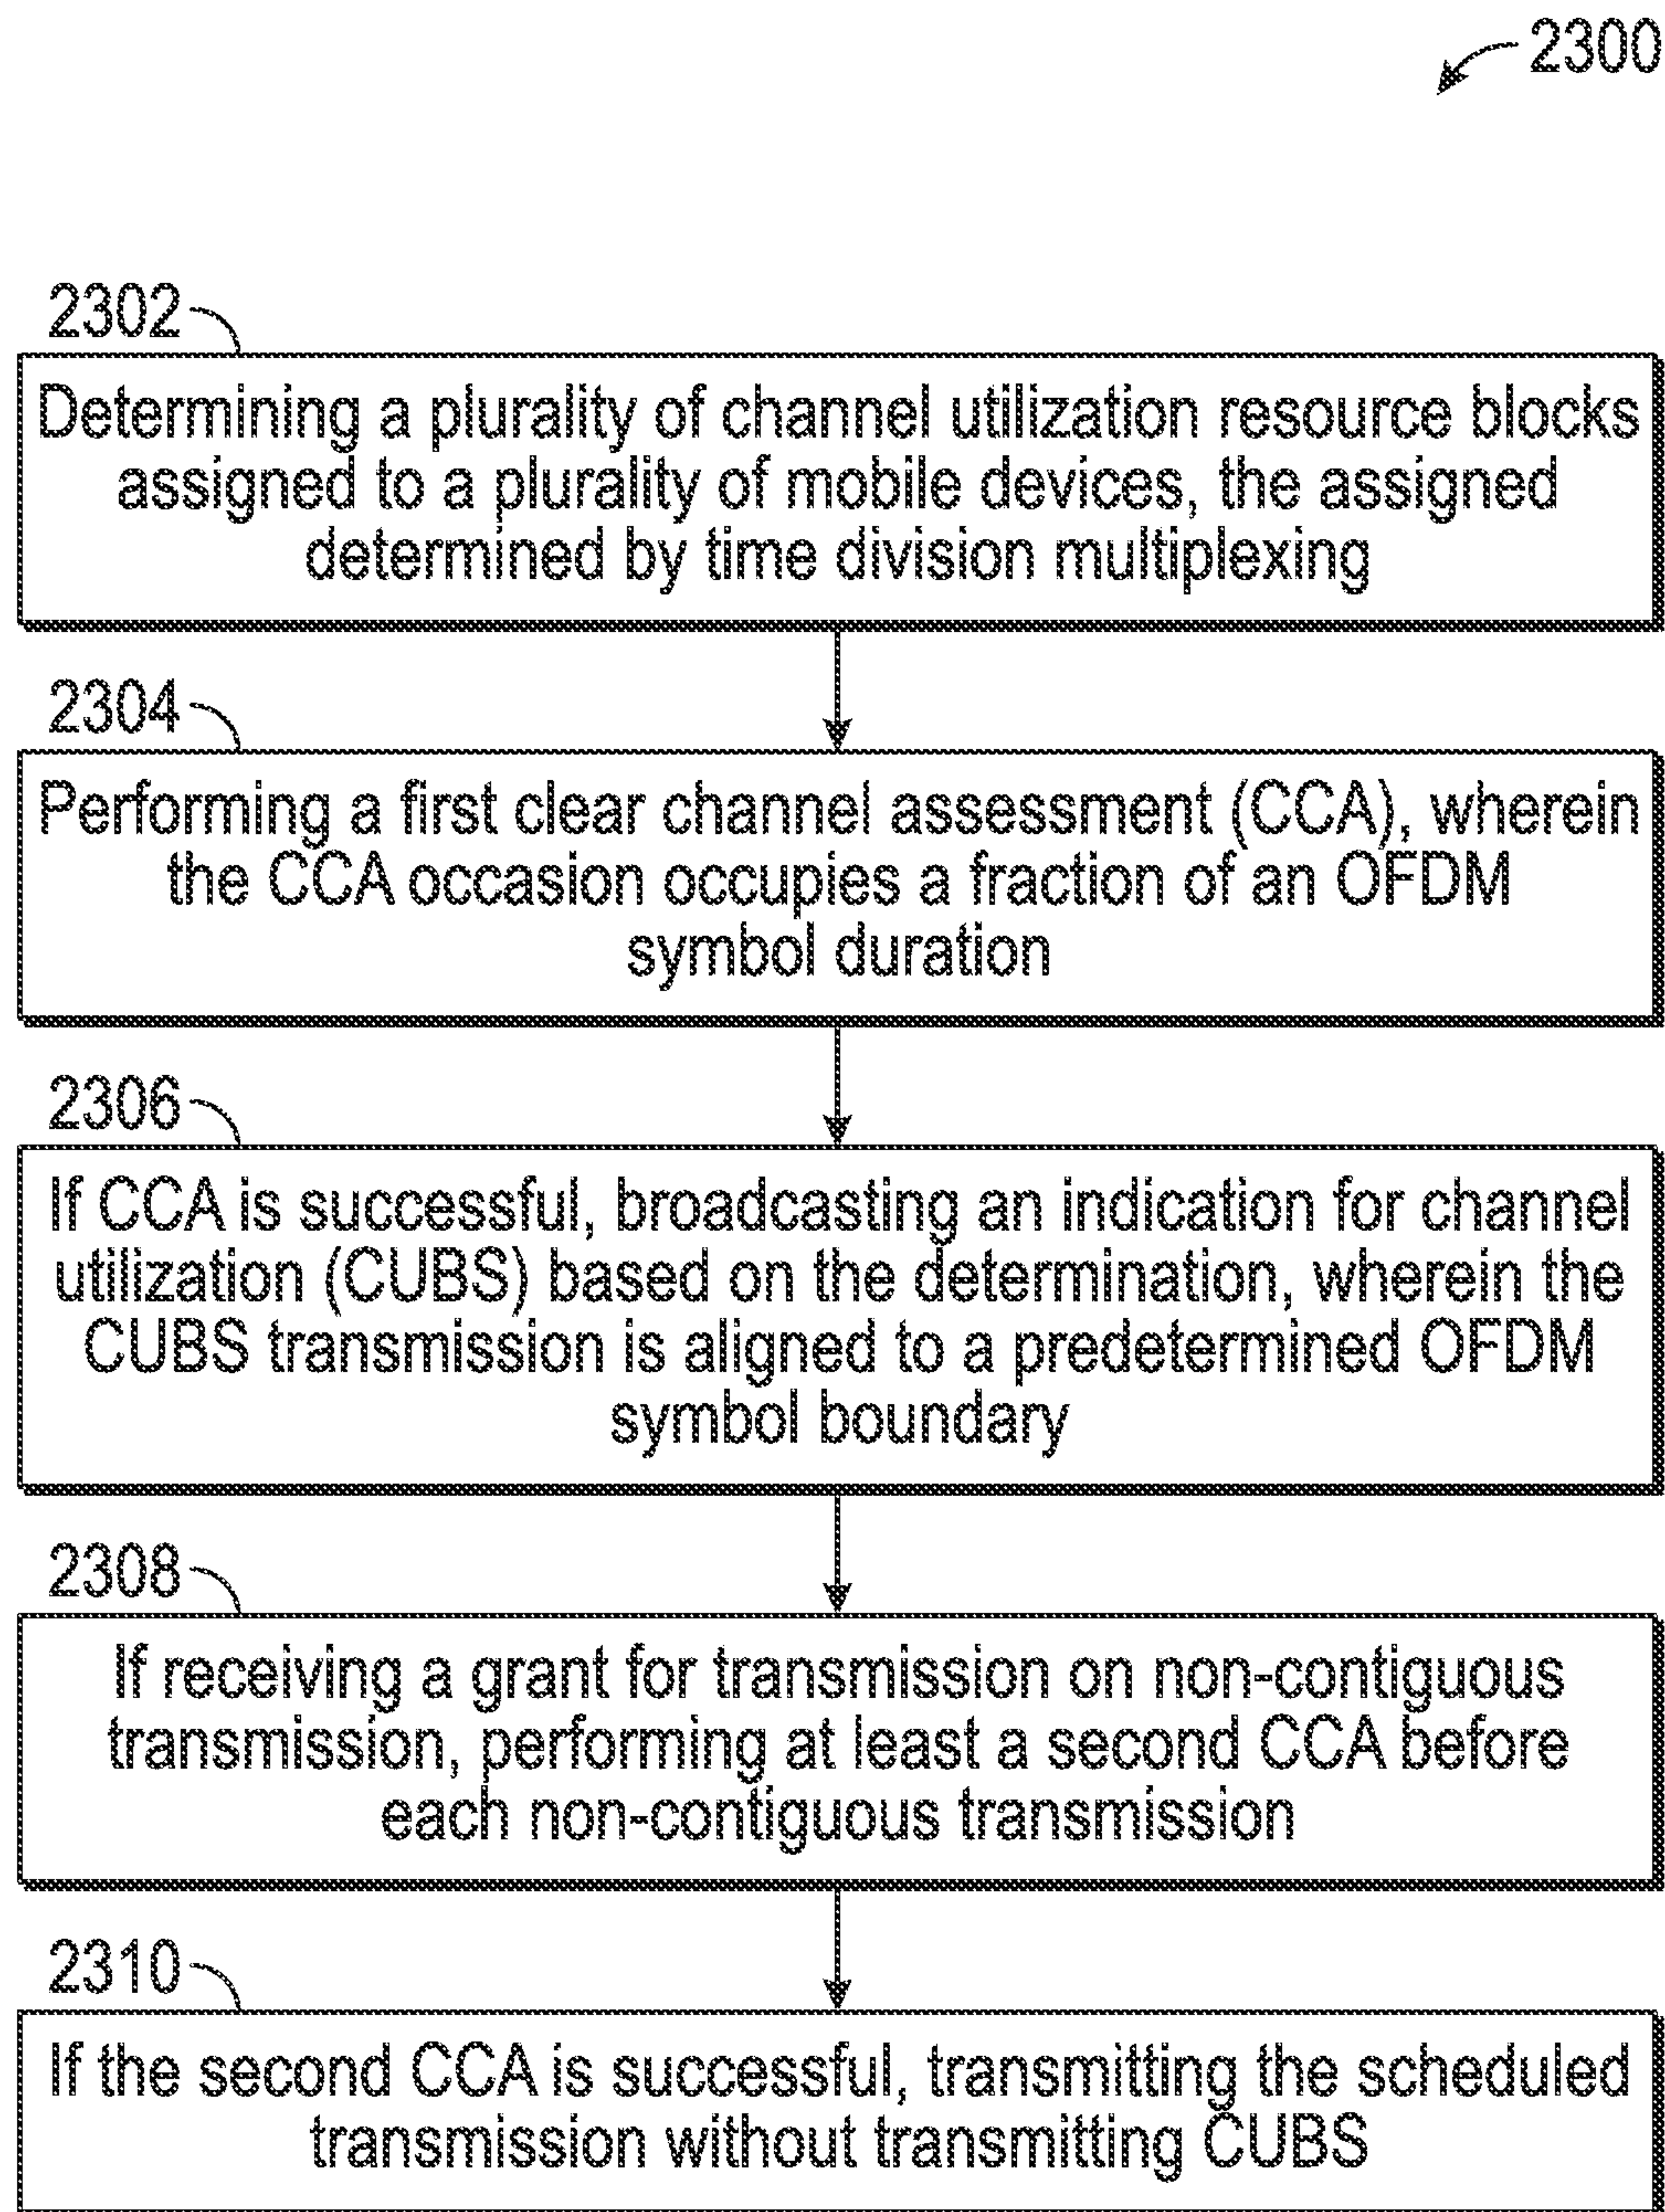 2300
2302
Determining a plurality of channel utilization resource blocks
assigned to a plurality of mobile devices, the assigned
determined by time division multiplexing
2304
Performing a first clear channel assessment (CCA), wherein
the CCA occasion occupies a fraction of an OFDM
symbol duration
2306
If CCA is successful, broadcasting an indication for channel
utilization (CUBS) based on the determination, wherein the
CUBS transmission is aligned to a predetermined OFDM
symbol boundary
2308
If receiving a grant for transmission on non-contiguous
transmission, performing at least a second CCA before
each non-contiguous transmission
2310
If the second CCA is successful, transmitting the scheduled
transmission without transmitting CUBS